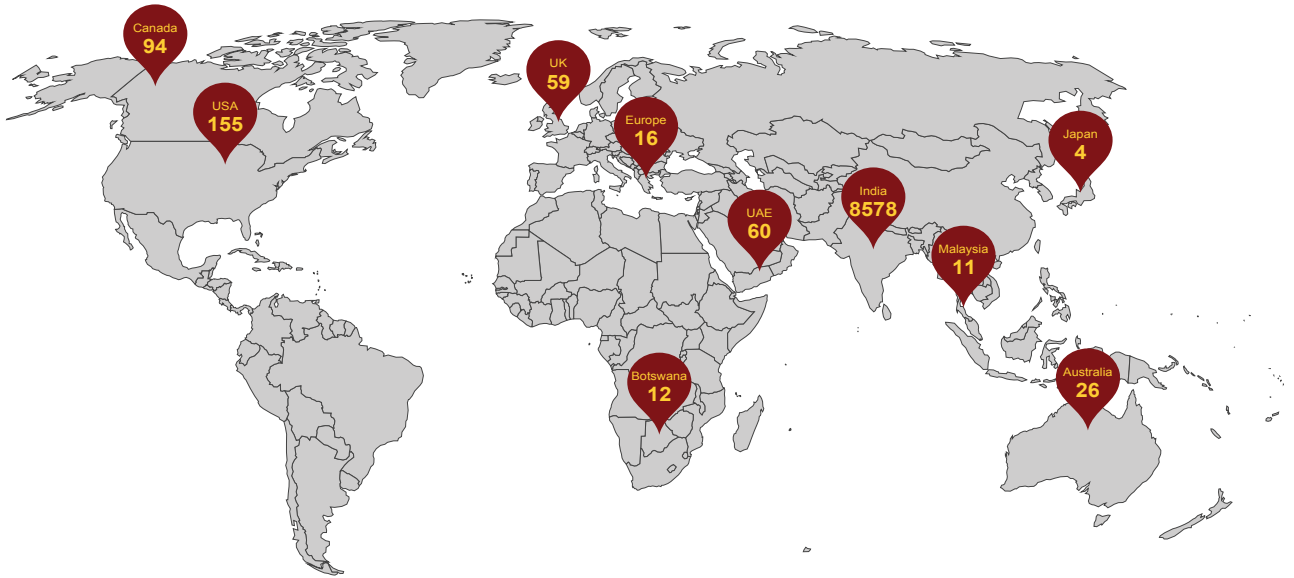 Canada
94
USA
155
UK
59
Europe
16
Japan
4
India
8578
UAE
60
Malaysia
11
Botswana
12
Australia
26